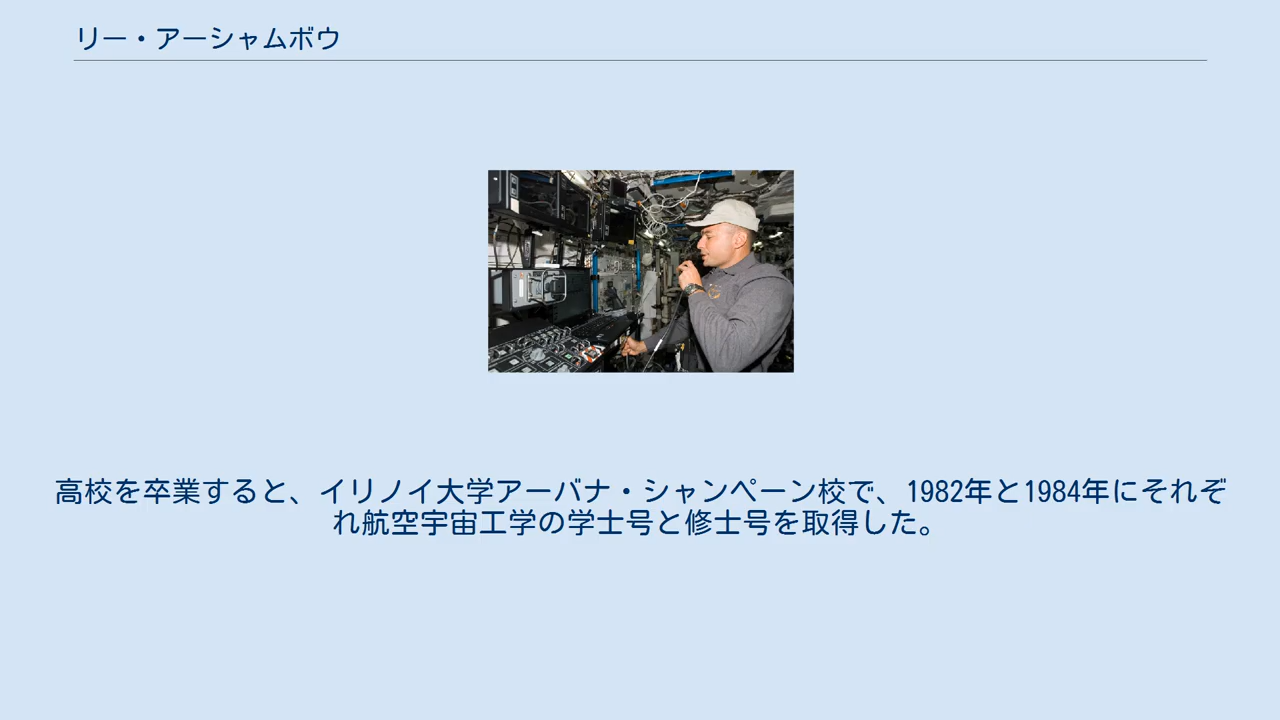 リー・アーシャムボウ
高校を卒業すると、イリノイ大学アーバナ・シャンペーン校で、1982年と1984年にそれぞ
れ航空宇宙工学の学士号と修士号を取得した。